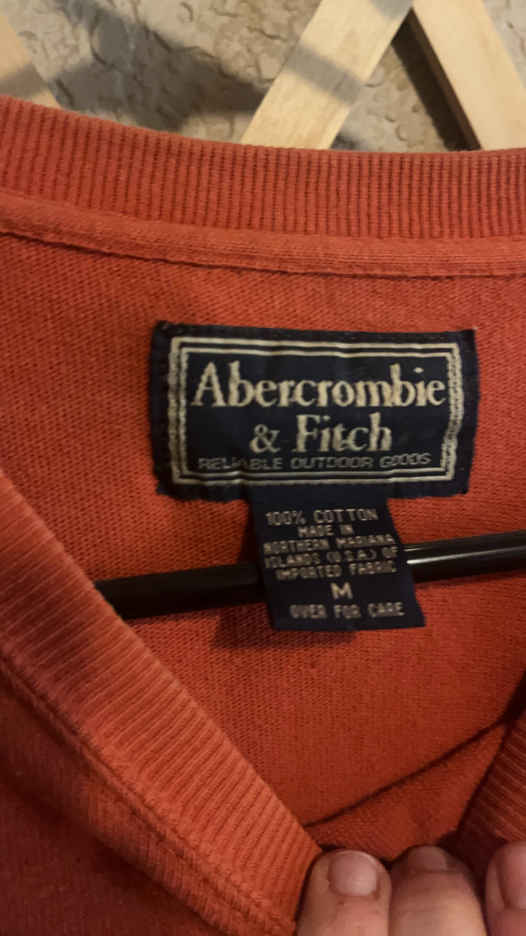 Abercrombie
& Fitch
RELIABLE OUTDOOR GOODS
100% COTTON
MADE IN
NORTHERN MARIANA
ISLANDS (U.S.A.) OF
IMPORTED FABRIC
M
OVER FOR CARE